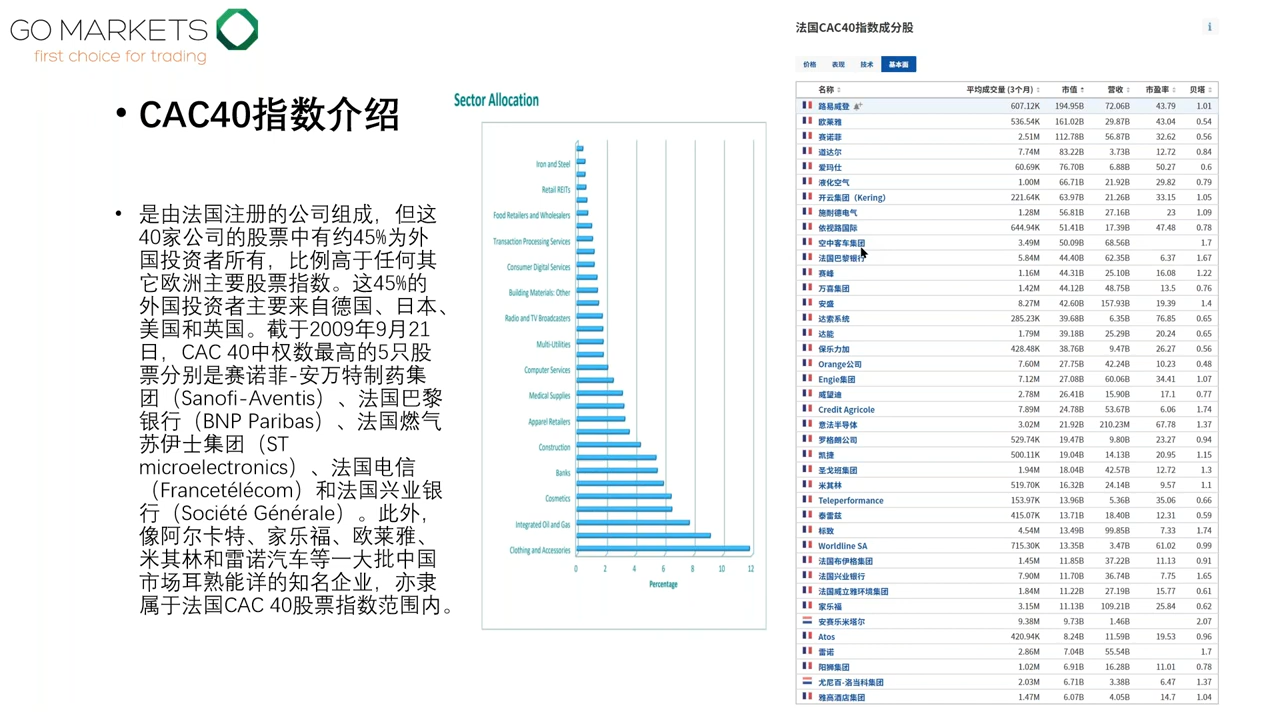 GO MARKETS
first choice for trading
• CAC40指数介绍
• 是由法国注册的公司组成，但这
40家公司的股票中有约45%为外
国投资者所有，比例高于任何其
它欧洲主要股票指数。这45%的
外国投资者主要来自德国、日本、
美国和英国。截于2009年9月21
日，CAC 40中权数最高的5只股
票分别是赛诺菲-安万特制药集
团（Sanofi-Aventis）、法国巴黎
银行（BNP Paribas）、法国燃气
苏伊士集团（ST
microelectronics）、法国电信
（Francetélécom）和法国兴业银
行（Société Générale）。此外，
像阿尔卡特、家乐福、欧莱雅、
米其林和雷诺汽车等一大批中国
市场耳熟能详的知名企业，亦隶
属于法国CAC 40股票指数范围内。
Sector Allocation
Iron and Steel
Retail REITs
Food Retailers and Wholesalers
Transaction Processing Services
Consumer Digital Services
Building Materials: Other
Radio and TV Broadcasters
Multi-Utilities
Computer Services
Medical Supplies
Apparel Retailers
Construction
Banks
Cosmetics
Integrated Oil and Gas
Clothing and Accessories
0 2 4 6 8 10 12
Percentage
法国CAC40指数成分股
i
价格 表现 技术 基本面
名称 平均成交量 (3个月) 市值 营收 市盈率 贝塔
路易威登 607.12K 194.95B 72.06B 43.79 1.01
欧莱雅 536.54K 161.02B 29.87B 43.04 0.54
赛诺菲 2.51M 112.78B 56.87B 32.62 0.56
道达尔 7.74M 83.22B 3.73B 12.72 0.84
爱玛仕 60.69K 76.70B 6.88B 50.27 0.6
液化空气 1.00M 66.71B 21.92B 29.82 0.79
开云集团（Kering） 221.64K 63.97B 21.26B 33.15 1.05
施耐德电气 1.28M 56.81B 27.16B 23 1.09
依视路国际 644.94K 51.41B 17.39B 47.48 0.78
空中客车集团 3.49M 50.09B 68.56B 1.7
法国巴黎银行 5.84M 44.40B 62.35B 6.37 1.67
赛峰 1.16M 44.31B 25.10B 16.08 1.22
万喜集团 1.42M 44.12B 48.75B 13.5 0.76
安盛 8.27M 42.60B 157.93B 19.39 1.4
达索系统 285.23K 39.68B 6.35B 76.85 0.65
达能 1.79M 39.18B 25.29B 20.24 0.65
保乐力加 428.48K 38.76B 9.47B 26.27 0.56
Orange公司 7.60M 27.75B 42.24B 10.23 0.48
Engie集团 7.12M 27.08B 60.06B 34.41 1.07
威望迪 2.78M 26.41B 15.90B 17.1 0.77
Credit Agricole 7.89M 24.78B 53.67B 6.06 1.74
意法半导体 3.02M 21.92B 210.23M 67.78 1.37
罗格朗公司 529.74K 19.47B 9.80B 23.27 0.94
凯捷 500.11K 19.04B 14.13B 20.95 1.15
圣戈班集团 1.94M 18.04B 42.57B 12.72 1.3
米其林 519.70K 16.32B 24.14B 9.57 1.1
Teleperformance 153.97K 13.96B 5.36B 35.06 0.66
泰雷兹 415.07K 13.71B 18.40B 12.31 0.59
标致 4.54M 13.49B 99.85B 7.33 1.74
Worldline SA 715.30K 13.35B 3.47B 61.02 0.99
法国布伊格集团 1.45M 11.85B 37.22B 11.13 0.91
法国兴业银行 7.90M 11.70B 36.74B 7.75 1.65
法国威立雅环境集团 1.84M 11.22B 27.19B 15.77 0.61
家乐福 3.15M 11.13B 109.21B 25.84 0.62
安赛乐米塔尔 9.38M 9.73B 1.46B 2.07
Atos 420.94K 8.24B 11.59B 19.53 0.96
雷诺 2.86M 7.04B 55.54B 1.7
阳狮集团 1.02M 6.91B 16.28B 11.01 0.78
尤尼百-洛当科集团 2.03M 6.71B 3.38B 6.47 1.37
雅高酒店集团 1.47M 6.07B 4.05B 14.7 1.04